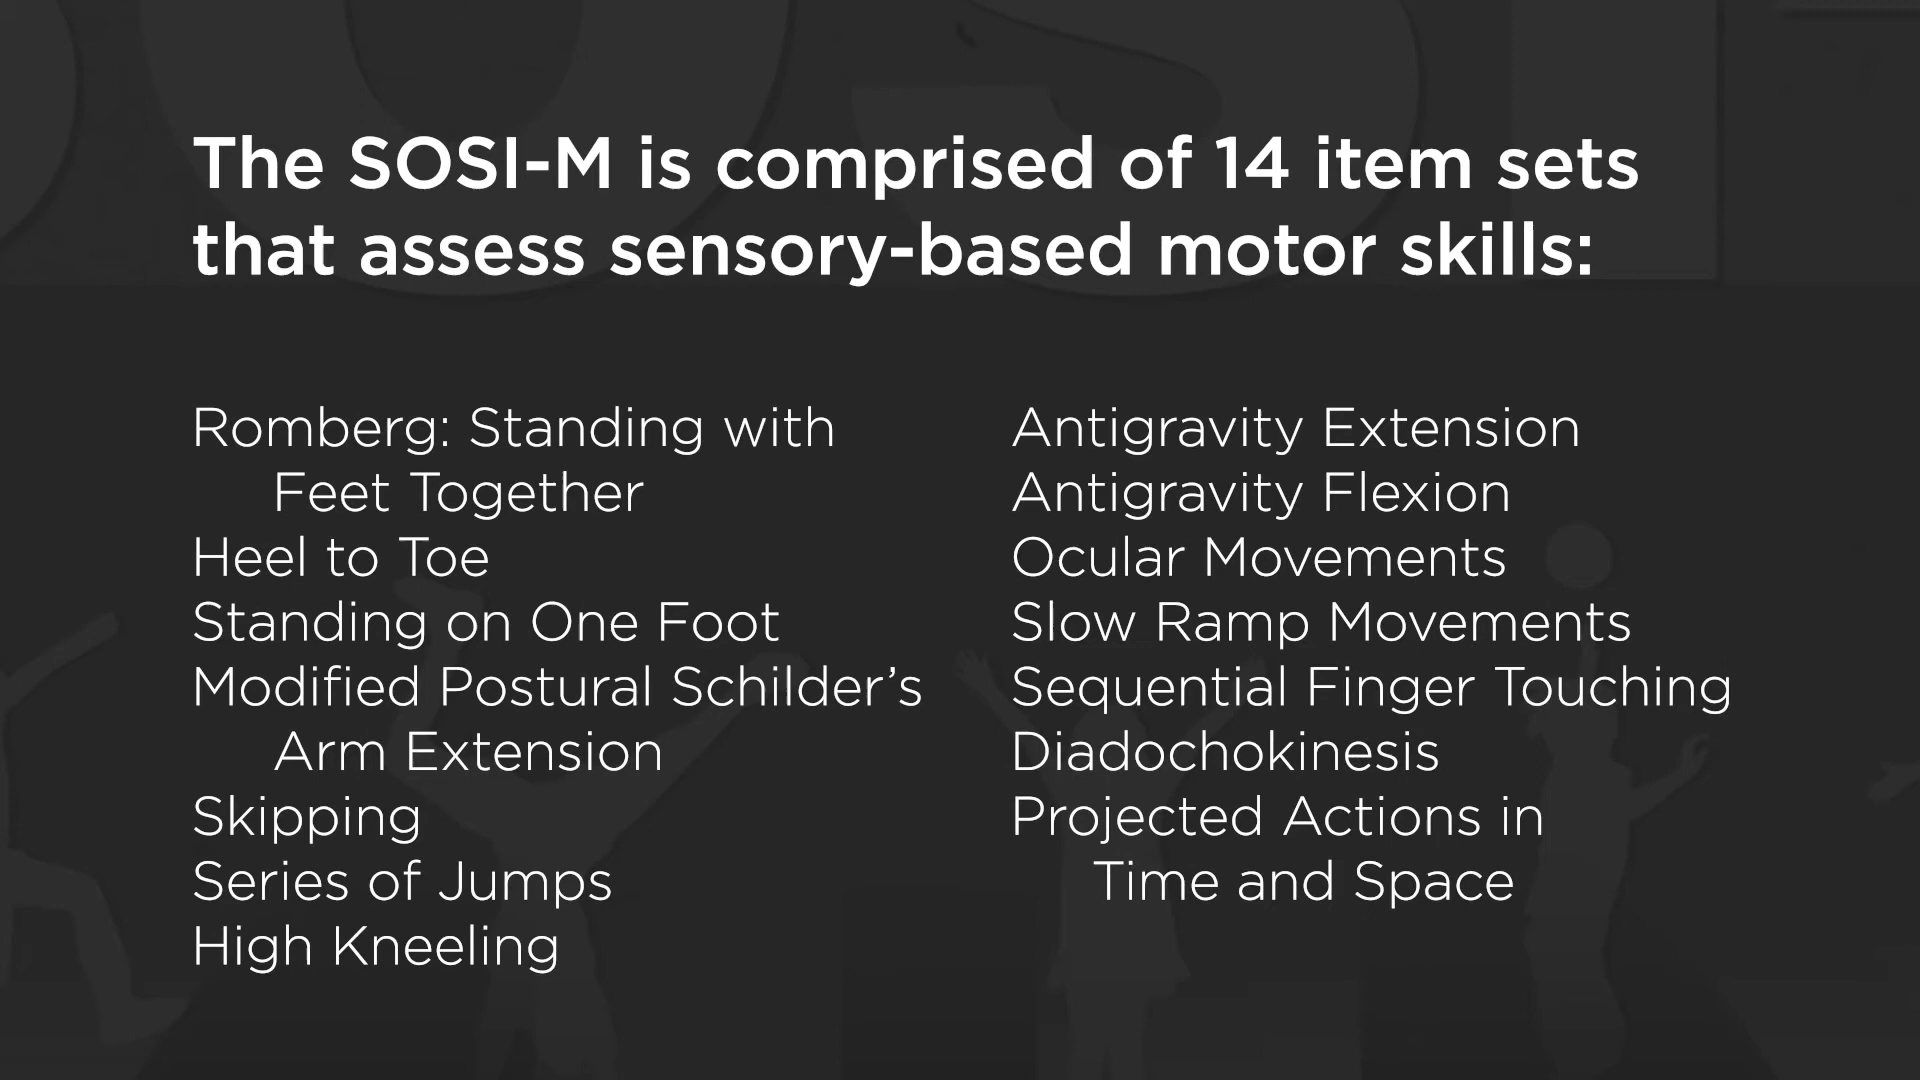 The SOSI-M is comprised of 14 item sets
that assess sensory-based motor skills:
Romberg: Standing with
Feet Together
Heel to Toe
Standing on One Foot
Modified Postural Schilder’s
Arm Extension
Skipping
Series of Jumps
High Kneeling
Antigravity Extension
Antigravity Flexion
Ocular Movements
Slow Ramp Movements
Sequential Finger Touching
Diadochokinesis
Projected Actions in
Time and Space